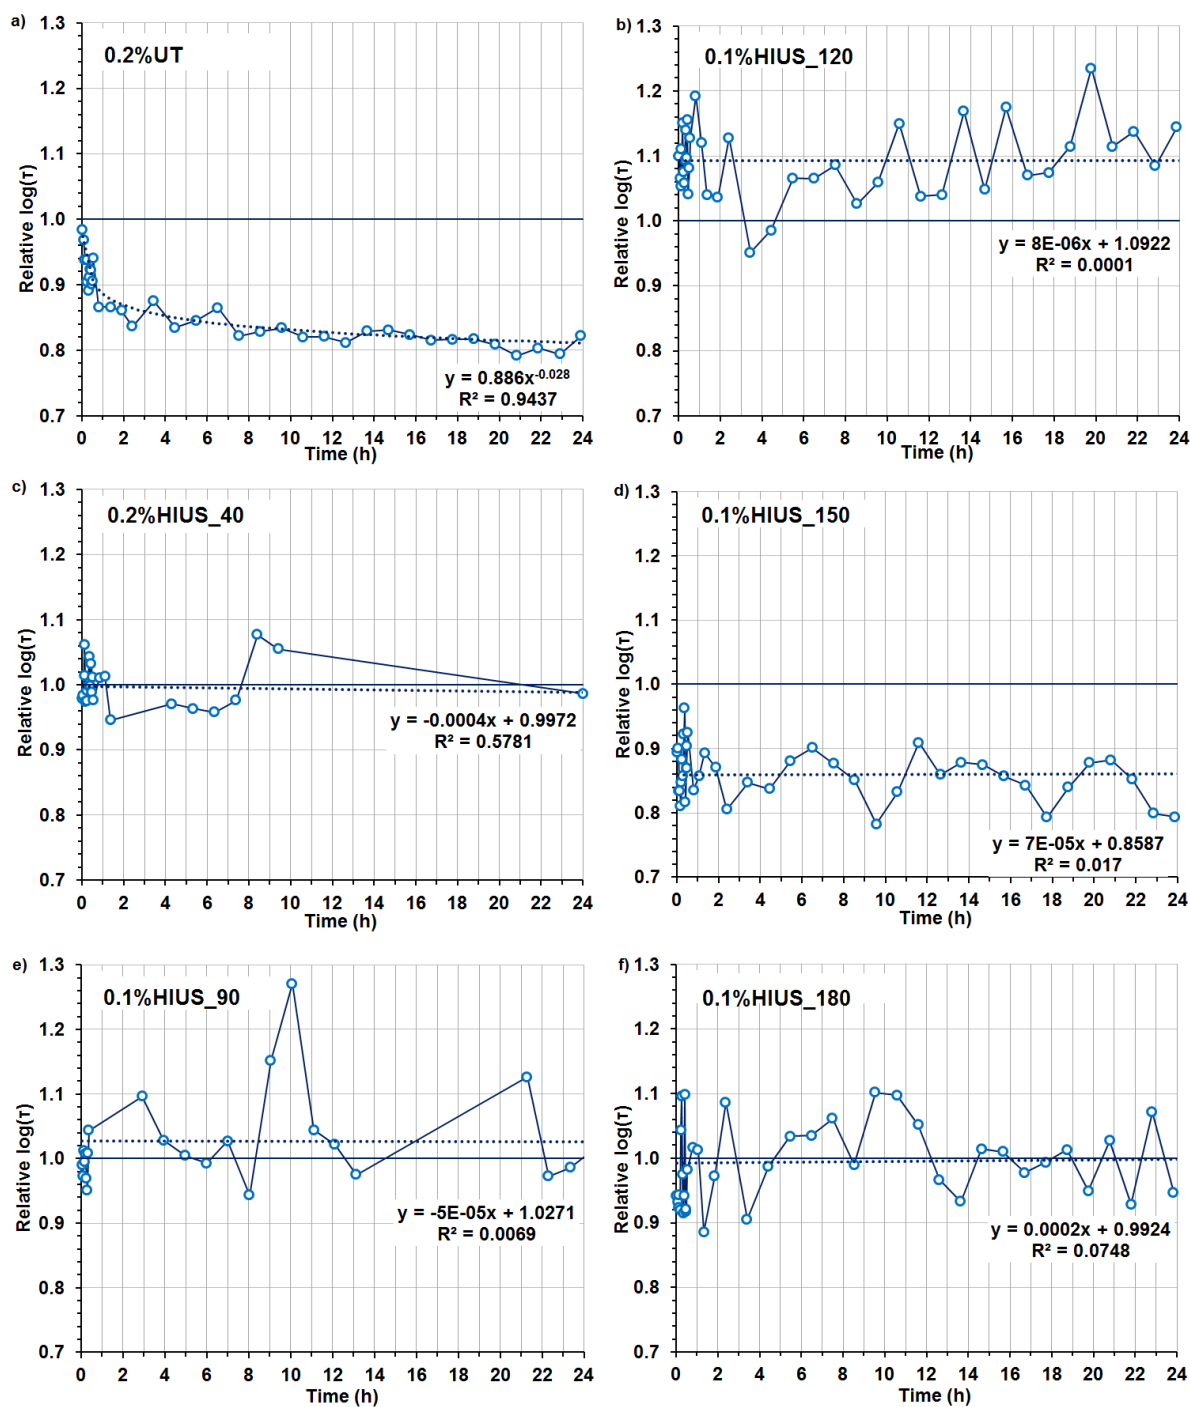 a)
0.2%UT
Relative log(τ)
1.3
1.2
1.1
1.0
0.9
0.8
0.7
y = 0.886x^-0.028
R² = 0.9437
0 2 4 6 8 10 12 14 16 18 20 22 24
Time (h)
b)
0.1%HIUS_120
Relative log(τ)
1.3
1.2
1.1
1.0
0.9
0.8
0.7
y = 8E-06x + 1.0922
R² = 0.0001
0 2 4 6 8 10 12 14 16 18 20 22 24
Time (h)
c)
0.2%HIUS_40
Relative log(τ)
1.3
1.2
1.1
1.0
0.9
0.8
0.7
y = -0.0004x + 0.9972
R² = 0.5781
0 2 4 6 8 10 12 14 16 18 20 22 24
Time (h)
d)
0.1%HIUS_150
Relative log(τ)
1.3
1.2
1.1
1.0
0.9
0.8
0.7
y = 7E-05x + 0.8587
R² = 0.017
0 2 4 6 8 10 12 14 16 18 20 22 24
Time (h)
e)
0.1%HIUS_90
Relative log(τ)
1.3
1.2
1.1
1.0
0.9
0.8
0.7
y = -5E-05x + 1.0271
R² = 0.0069
0 2 4 6 8 10 12 14 16 18 20 22 24
Time (h)
f)
0.1%HIUS_180
Relative log(τ)
1.3
1.2
1.1
1.0
0.9
0.8
0.7
y = 0.0002x + 0.9924
R² = 0.0748
0 2 4 6 8 10 12 14 16 18 20 22 24
Time (h)